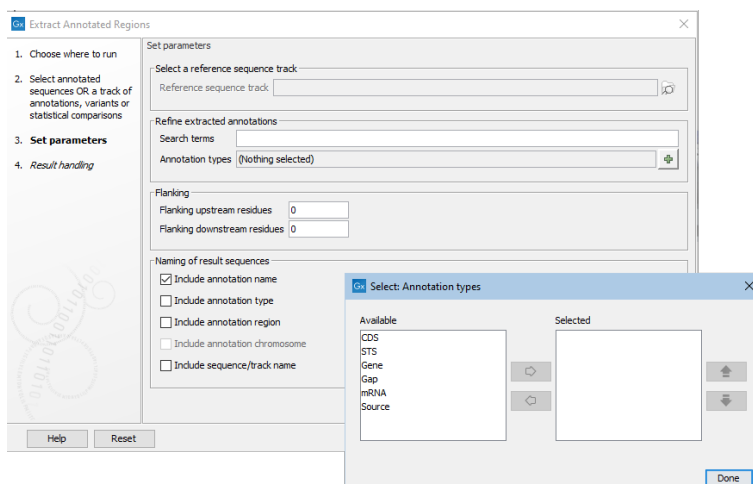 Gx Extract Annotated Regions
1. Choose where to run
2. Select annotated
sequences OR a track of
annotations, variants or
statistical comparisons
3. Set parameters
4. Result handling
Set parameters
Select a reference sequence track
Reference sequence track
Refine extracted annotations
Search terms
Annotation types (Nothing selected)
Flanking
Flanking upstream residues 0
Flanking downstream residues 0
Naming of result sequences
Include annotation name
Include annotation type
Include annotation region
Include annotation chromosome
Include sequence/track name
Help Reset
Gx Select: Annotation types
Available Selected
CDS
STS
Gene
Gap
mRNA
Source
Done